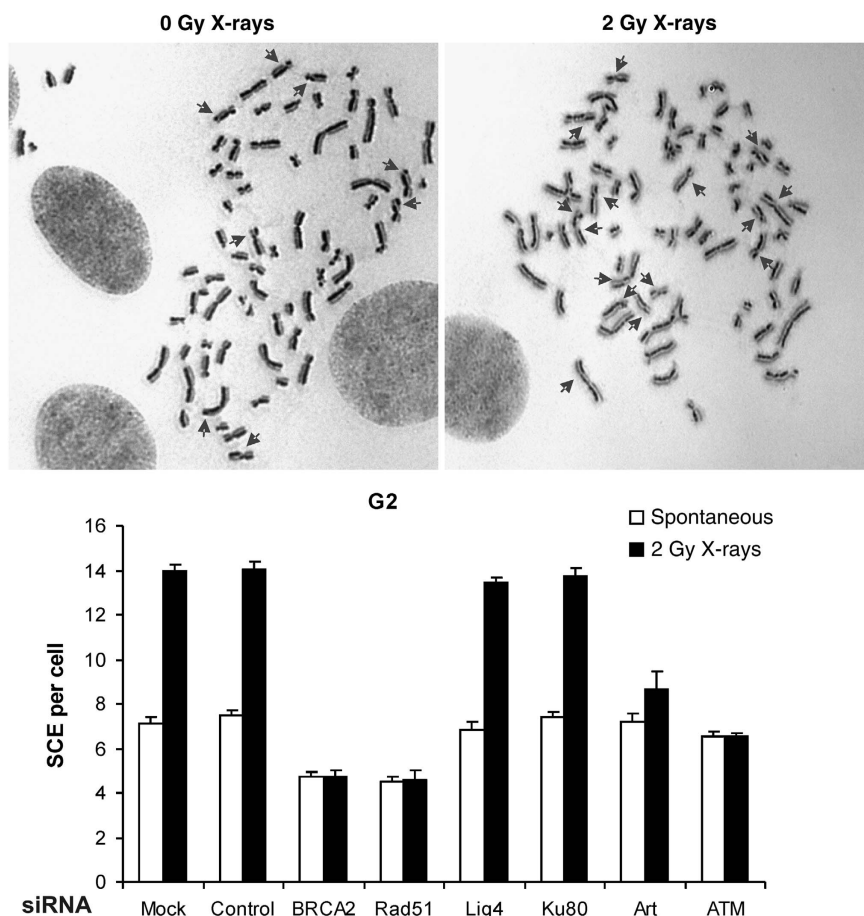 0 Gy X-rays 2 Gy X-rays
G2
Spontaneous
2 Gy X-rays
SCE per cell
16
14
12
10
8
6
4
2
0
siRNA Mock Control BRCA2 Rad51 Lig4 Ku80 Art ATM